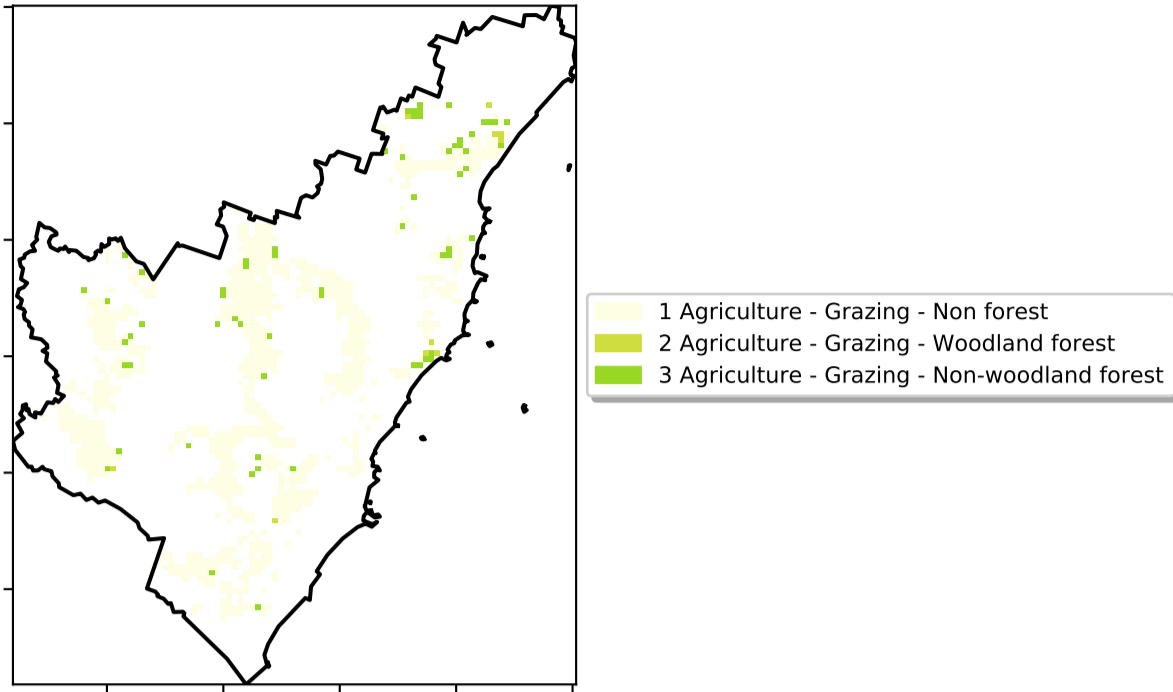 1 Agriculture - Grazing - Non forest
2 Agriculture - Grazing - Woodland forest
3 Agriculture - Grazing - Non-woodland forest